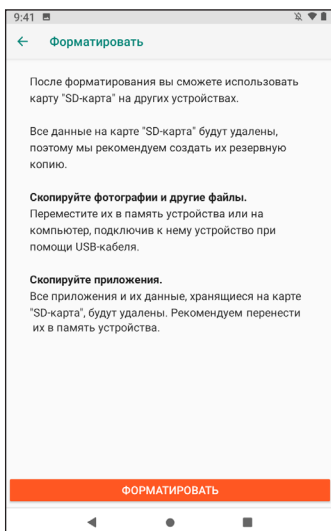 9:41
Форматировать
После форматирования вы сможете использовать
карту "SD-карта" на других устройствах.
Все данные на карте "SD-карта" будут удалены,
поэтому мы рекомендуем создать их резервную
копию.
Скопируйте фотографии и другие файлы.
Переместите их в память устройства или на
компьютер, подключив к нему устройство при
помощи USB-кабеля.
Скопируйте приложения.
Все приложения и их данные, хранящиеся на карте
"SD-карта", будут удалены. Рекомендуем перенести
их в память устройства.
ФОРМАТИРОВАТЬ